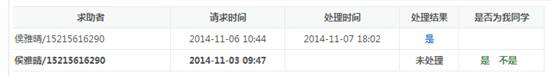 求助者 请求时间 处理时间 处理结果 是否为我同学
侯雅晴/15215616290 2014-11-06 10:44 2014-11-07 18:02 是
侯雅晴/15215616290 2014-11-03 09:47 未处理 是 不是